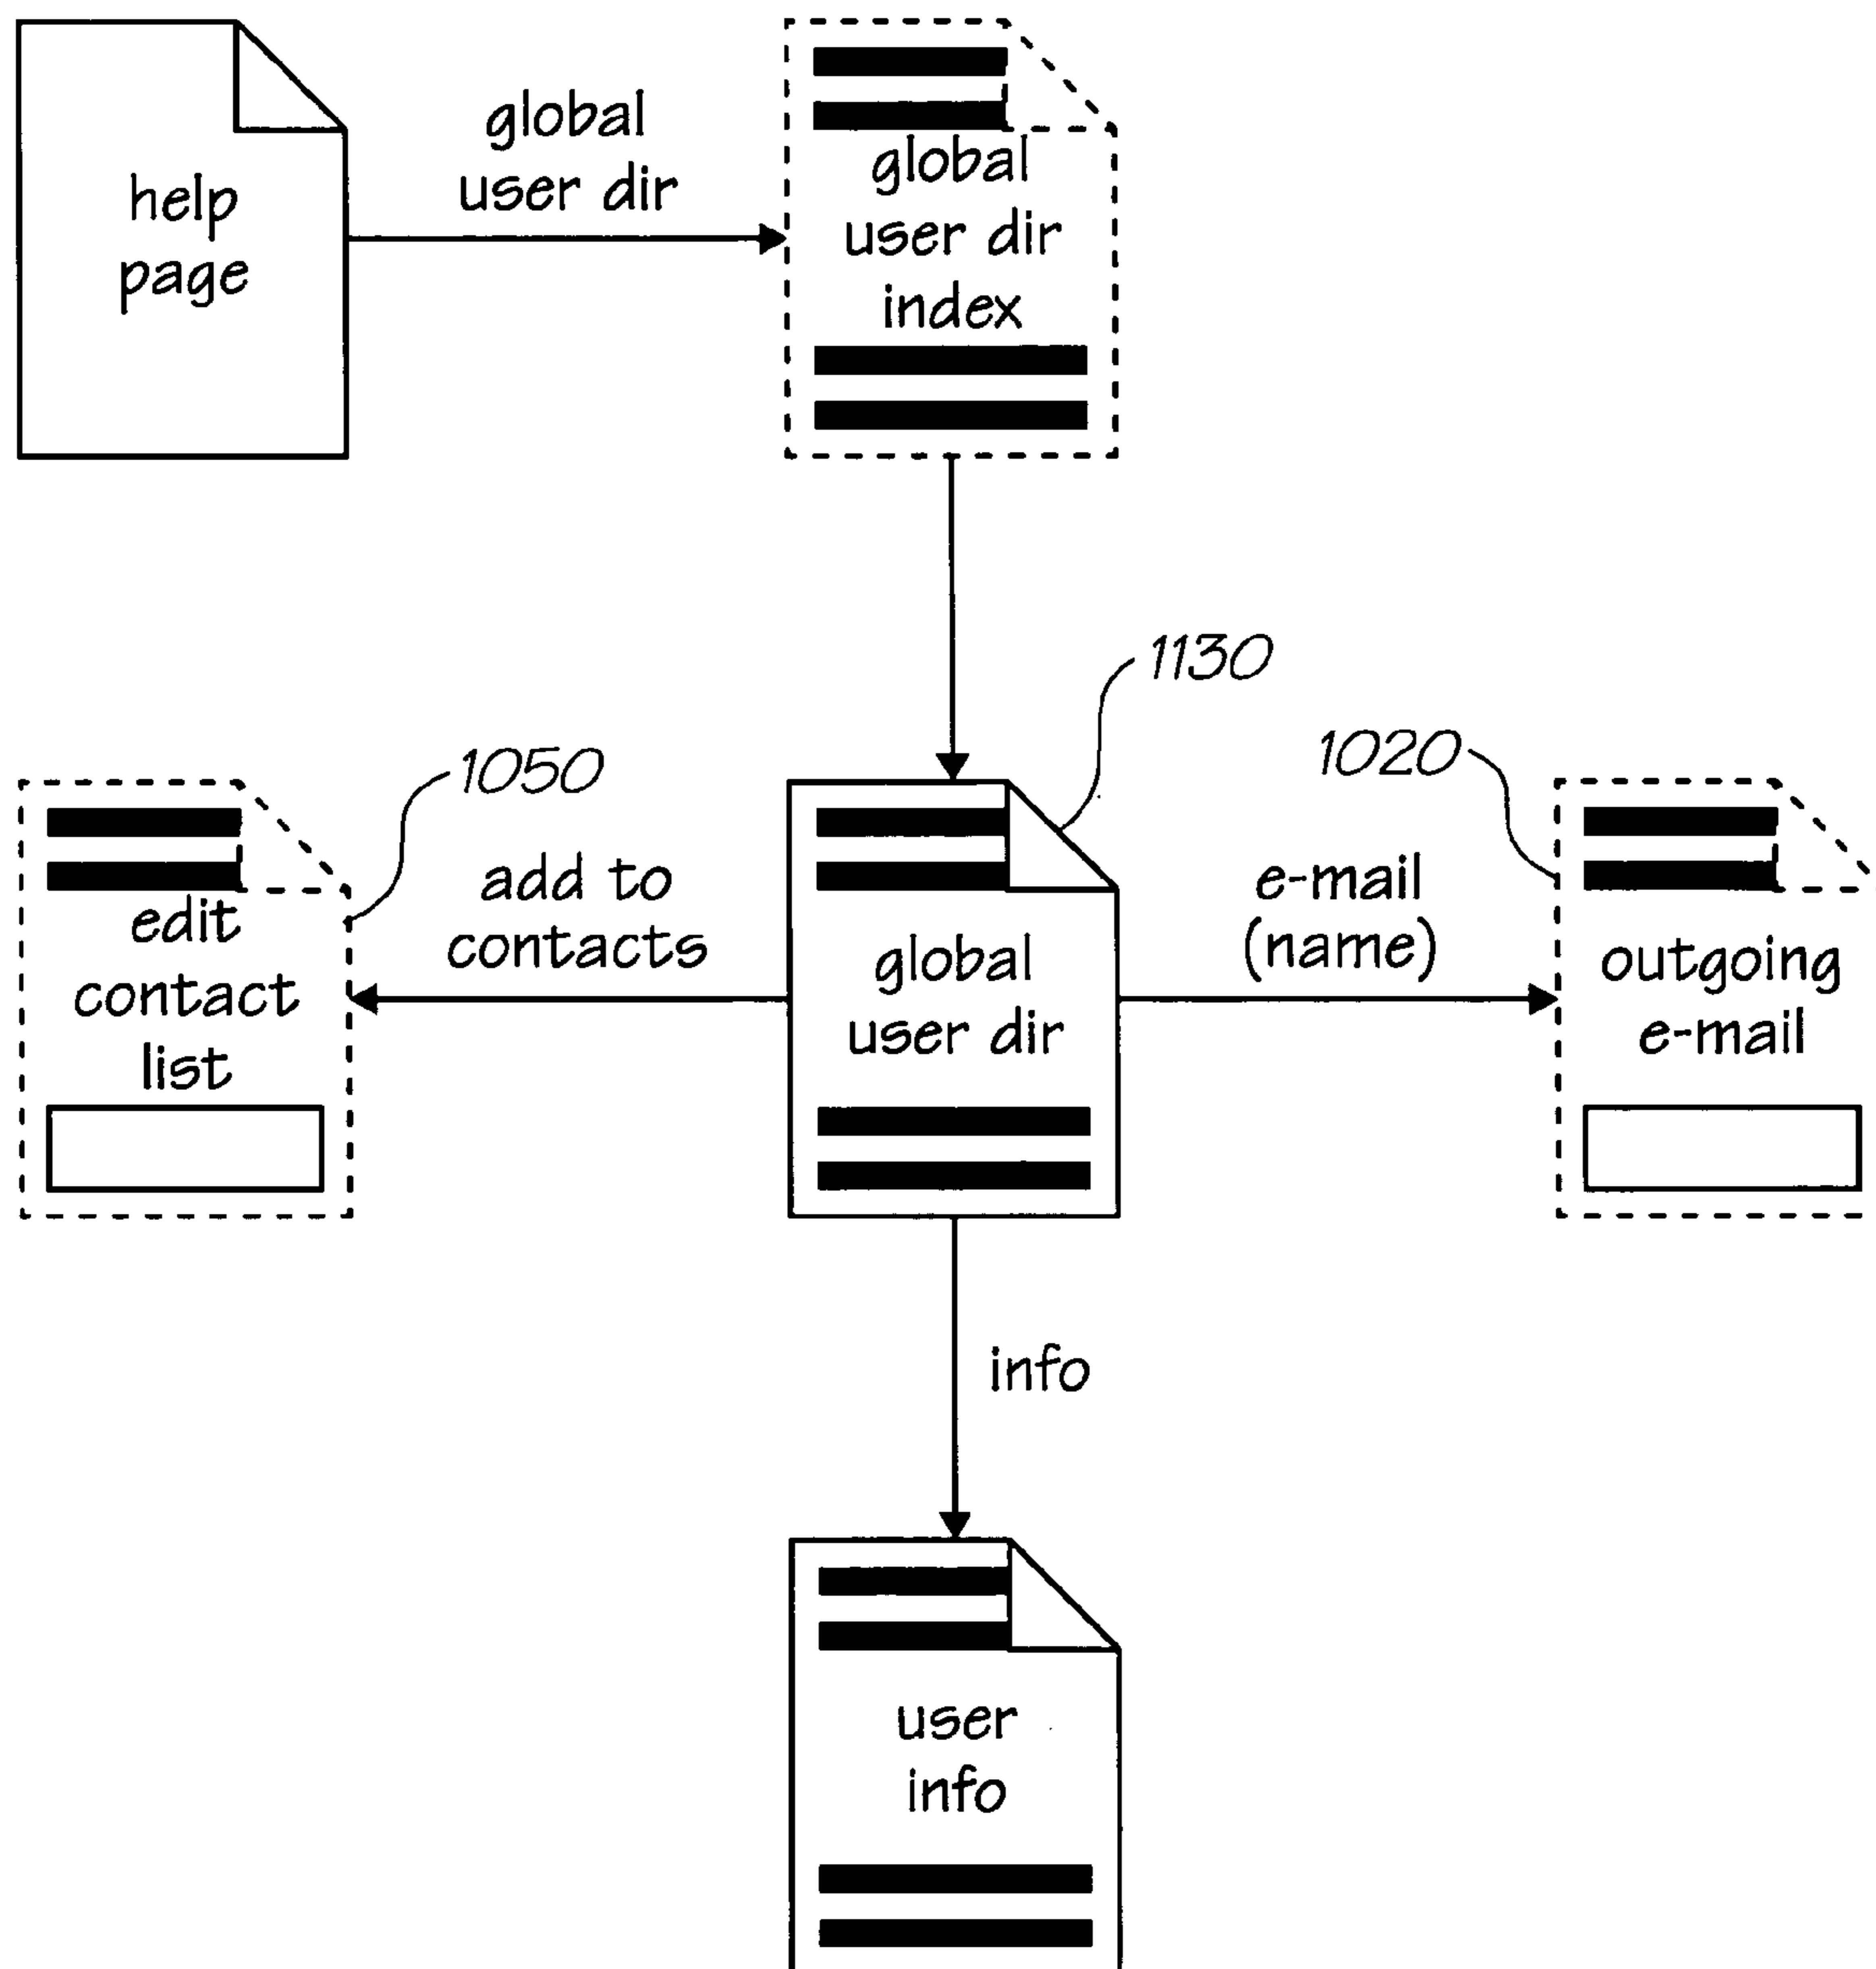 help
page
global
user dir
global
user dir
index
1130
1050
1020
edit
contact
list
add to
contacts
global
user dir
e-mail
(name)
outgoing
e-mail
info
user
info